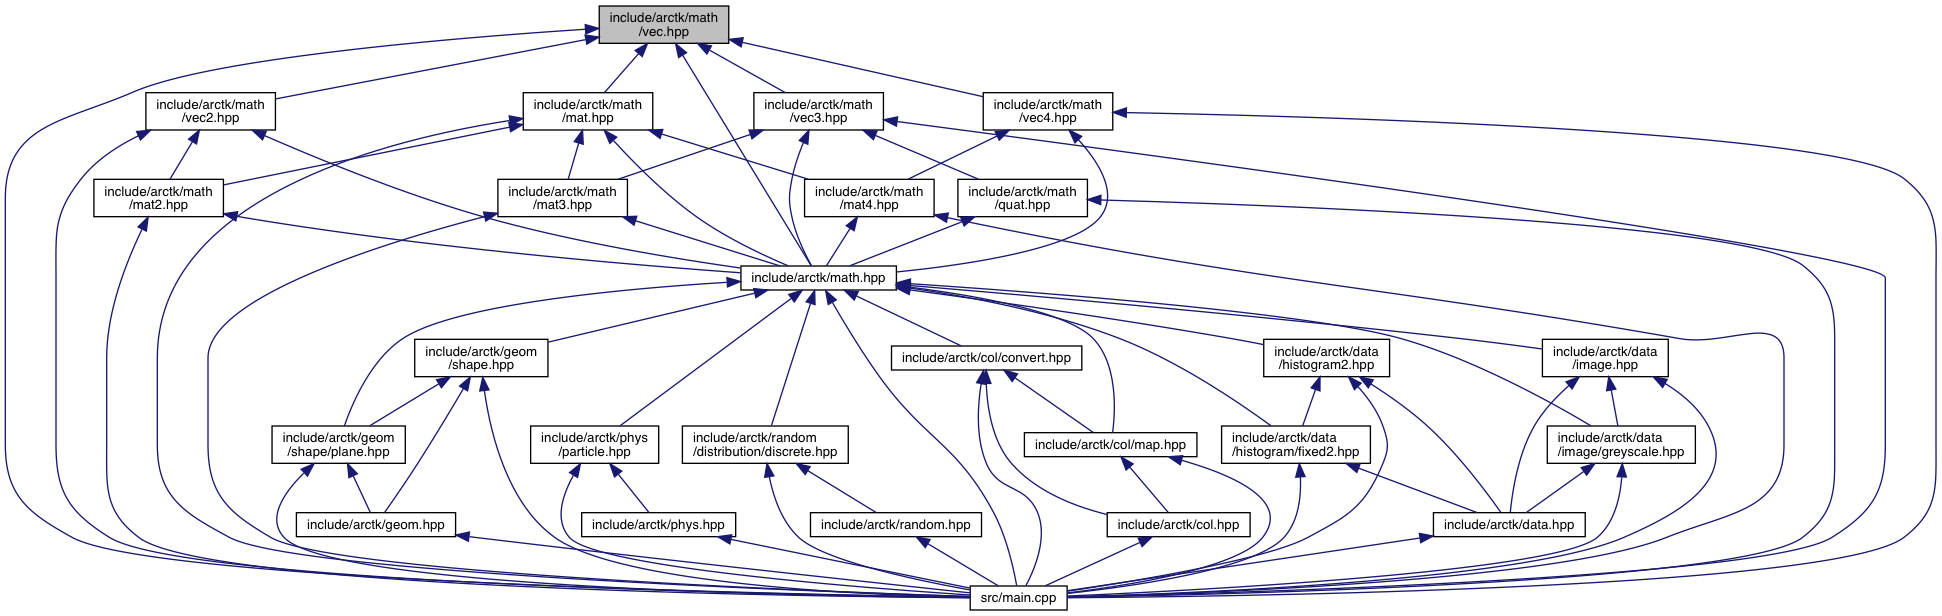 include/arctk/math
/vec.hpp
include/arctk/math
/vec2.hpp
include/arctk/math
/mat.hpp
include/arctk/math
/vec3.hpp
include/arctk/math
/vec4.hpp
include/arctk/math
/mat2.hpp
include/arctk/math
/mat3.hpp
include/arctk/math
/mat4.hpp
include/arctk/math
/quat.hpp
include/arctk/math.hpp
include/arctk/geom
/shape.hpp
include/arctk/col/convert.hpp
include/arctk/data
/histogram2.hpp
include/arctk/data
/image.hpp
include/arctk/geom
/shape/plane.hpp
include/arctk/phys
/particle.hpp
include/arctk/random
/distribution/discrete.hpp
include/arctk/col/map.hpp
include/arctk/data
/histogram/fixed2.hpp
include/arctk/data
/image/greyscale.hpp
include/arctk/geom.hpp
include/arctk/phys.hpp
include/arctk/random.hpp
include/arctk/col.hpp
include/arctk/data.hpp
src/main.cpp